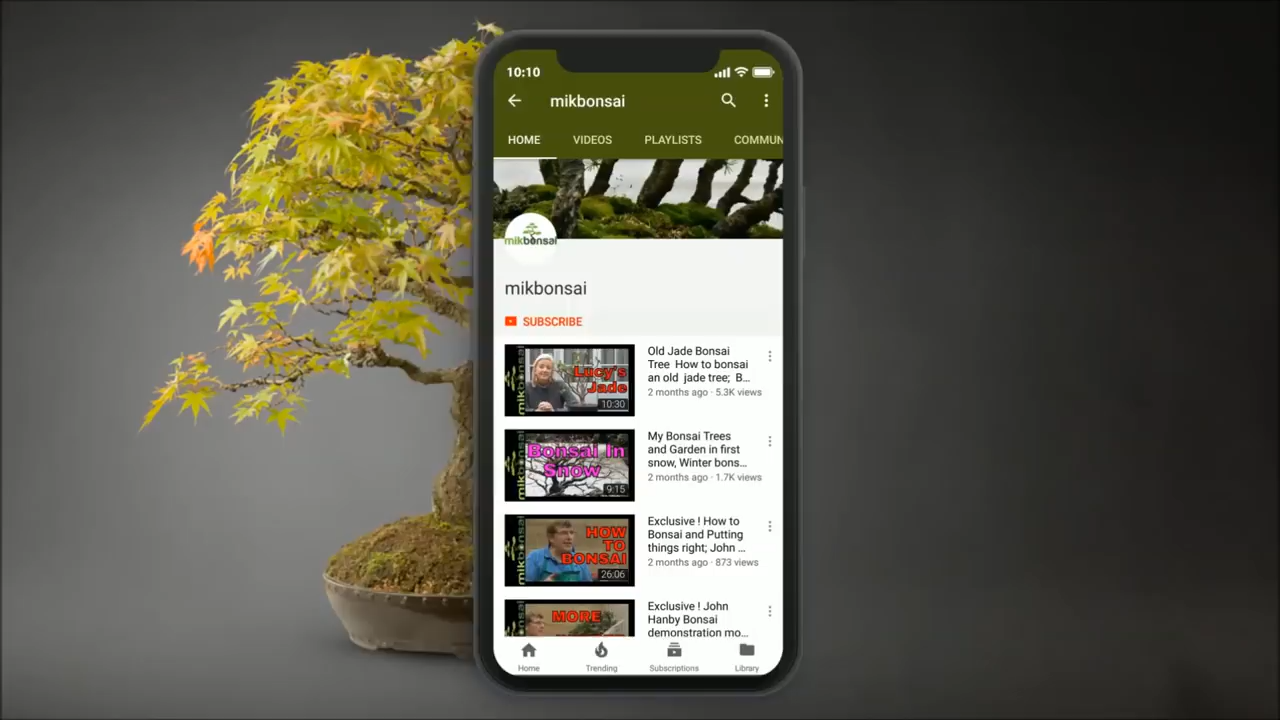 10:10
mikbonsai
HOME VIDEOS PLAYLISTS COMMUN
mikbonsai
mikbonsai
SUBSCRIBE
mikbonsai
Lucy's
Jade
10:30
Old Jade Bonsai
Tree How to bonsai
an old jade tree; B...
2 months ago · 5.3K views
mikbonsai
Bonsai In
Snow
9:15
My Bonsai Trees
and Garden in first
snow, Winter bons...
2 months ago · 1.7K views
mikbonsai
HOW
TO
BONSAI
26:06
Exclusive ! How to
Bonsai and Putting
things right; John ...
2 months ago · 873 views
MORE
Exclusive ! John
Hanby Bonsai
demonstration mo...
Home Trending Subscriptions Library